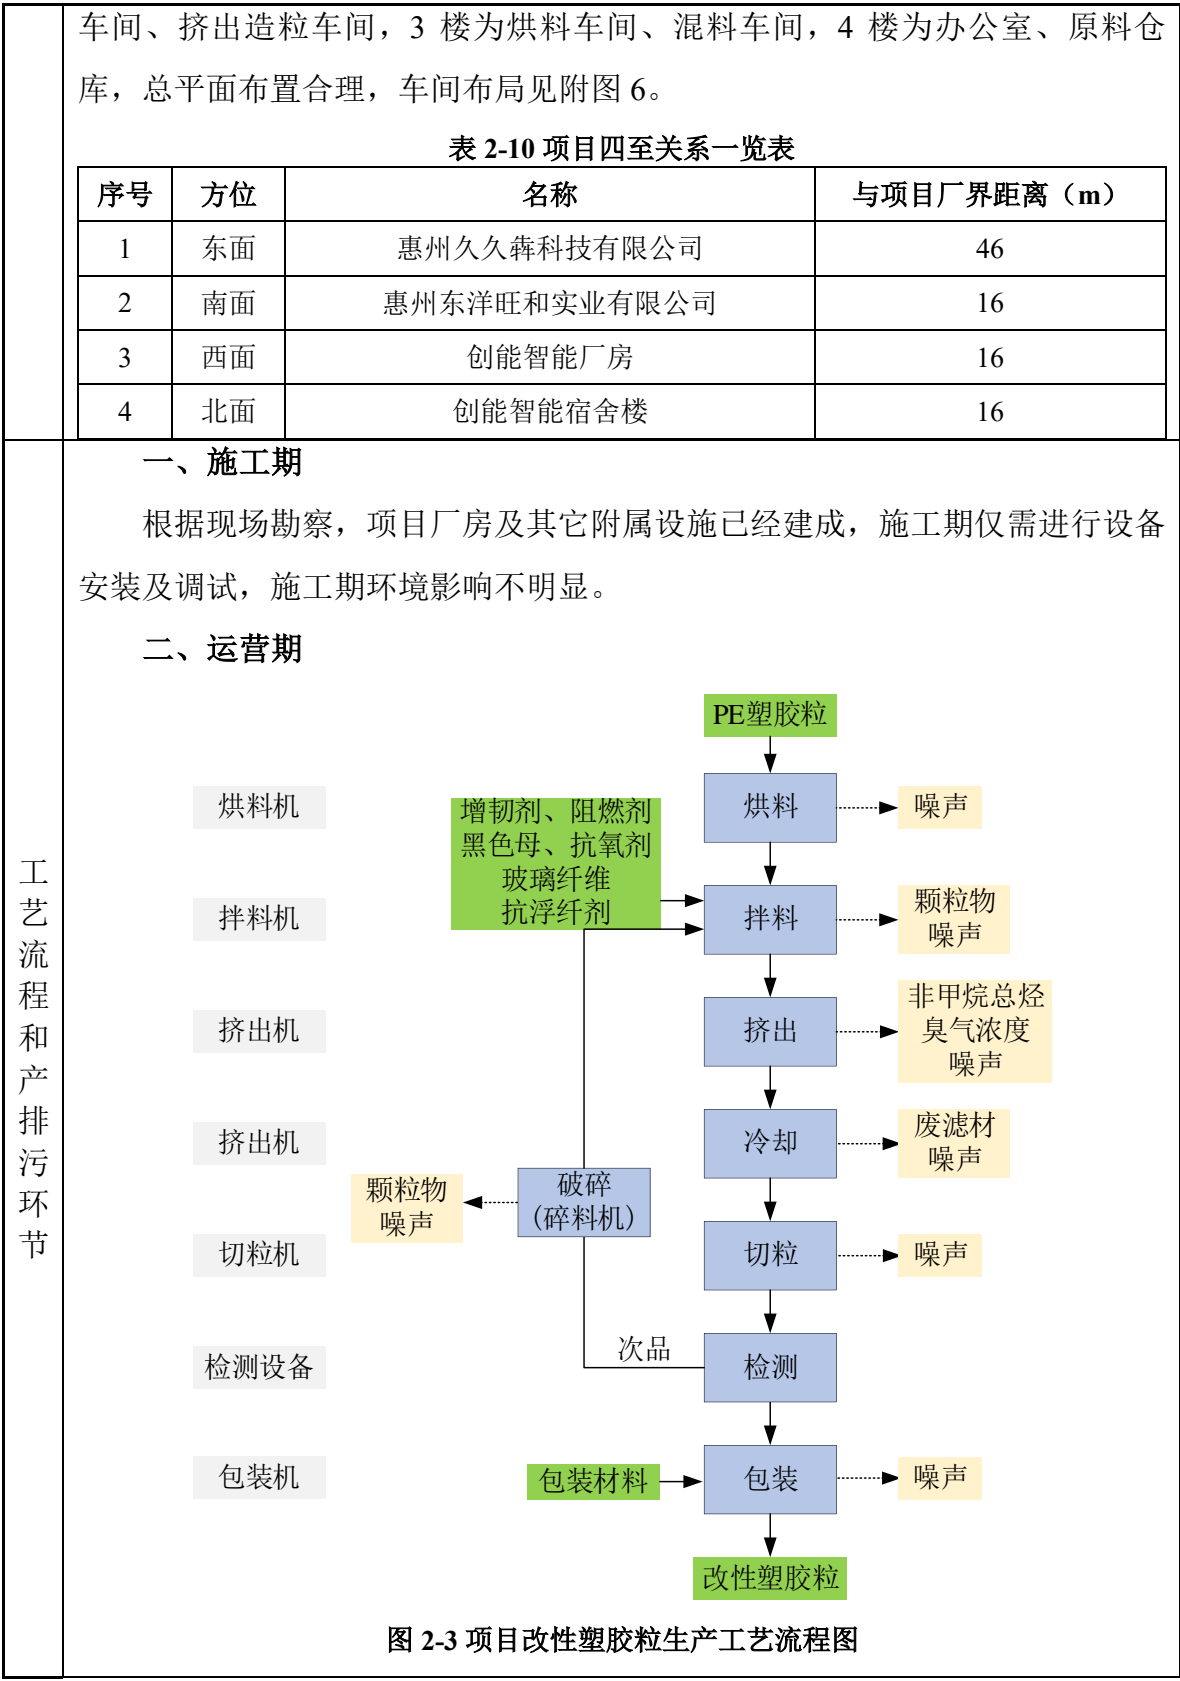 车间、挤出造粒车间，3 楼为烘料车间、混料车间，4 楼为办公室、原料仓
库，总平面布置合理，车间布局见附图 6。
表 2-10 项目四至关系一览表
序号 方位 名称 与项目厂界距离（m）
1 东面 惠州久久犇科技有限公司 46
2 南面 惠州东洋旺和实业有限公司 16
3 西面 创能智能厂房 16
4 北面 创能智能宿舍楼 16
工艺流程和产排污环节
一、施工期
根据现场勘察，项目厂房及其它附属设施已经建成，施工期仅需进行设备
安装及调试，施工期环境影响不明显。
二、运营期
PE塑胶粒
烘料机
烘料
噪声
增韧剂、阻燃剂
黑色母、抗氧剂
玻璃纤维
抗浮纤剂
拌料机
拌料
颗粒物
噪声
挤出机
挤出
非甲烷总烃
臭气浓度
噪声
挤出机
冷却
废滤材
噪声
颗粒物
噪声
破碎
（碎料机）
切粒机
切粒
噪声
次品
检测设备
检测
包装机
包装材料
包装
噪声
改性塑胶粒
图 2-3 项目改性塑胶粒生产工艺流程图